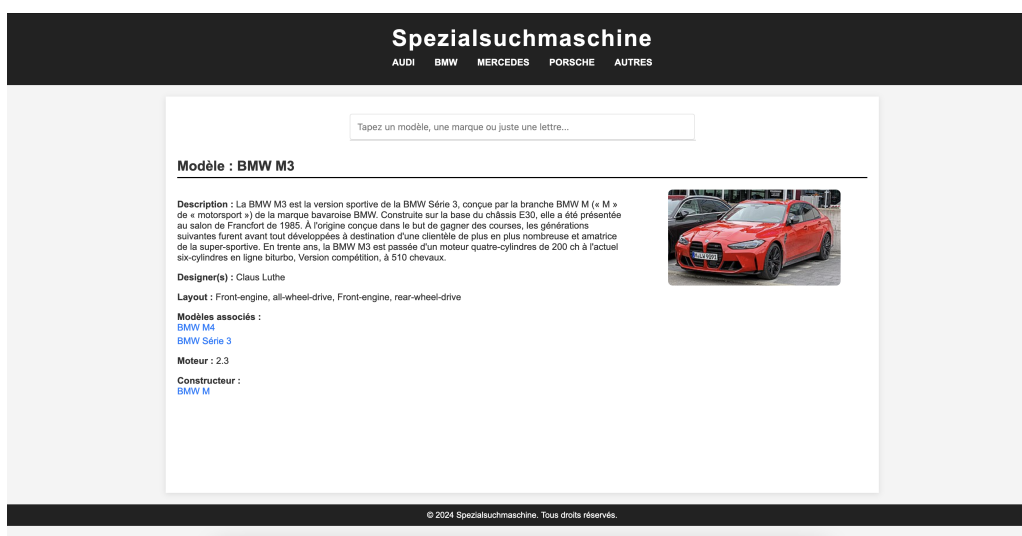 Spezialsuchmaschine
AUDI BMW MERCEDES PORSCHE AUTRES
Tapez un modèle, une marque ou juste une lettre...
Modèle : BMW M3
Description : La BMW M3 est la version sportive de la BMW Série 3, conçue par la branche BMW M (« M »
de « motorsport ») de la marque bavaroise BMW. Construite sur la base du châssis E30, elle a été présentée
au salon de Francfort de 1985. À l'origine conçue dans le but de gagner des courses, les générations
suivantes furent avant tout développées à destination d'une clientèle de plus en plus nombreuse et amatrice
de la super-sportive. En trente ans, la BMW M3 est passée d'un moteur quatre-cylindres de 200 ch à l'actuel
six-cylindres en ligne biturbo, Version compétition, à 510 chevaux.
Designer(s) : Claus Luthe
Layout : Front-engine, all-wheel-drive, Front-engine, rear-wheel-drive
Modèles associés :
BMW M4
BMW Série 3
Moteur : 2.3
Constructeur :
BMW M
© 2024 Spezialsuchmaschine. Tous droits réservés.